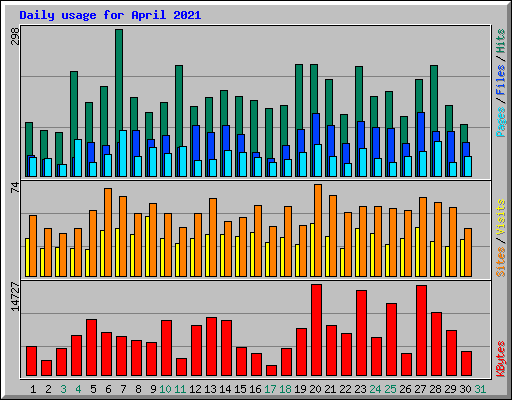 Daily usage for April 2021
298
Pages / Files / Hits
74
Sites / Visits
14727
KBytes
1 2 3 4 5 6 7 8 9 10 11 12 13 14 15 16 17 18 19 20 21 22 23 24 25 26 27 28 29 30 31